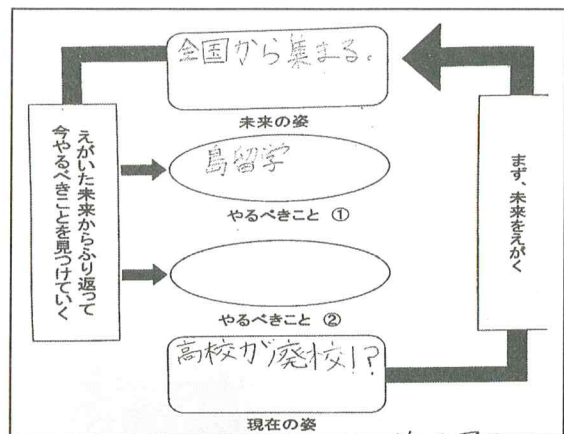 全国から集まる。
未来の姿
島留学
やるべきこと ①
やるべきこと ②
高校が廃校!?
現在の姿
まず、未来をえがく
えがいた未来からふり返って
今やるべきことを見つけていく